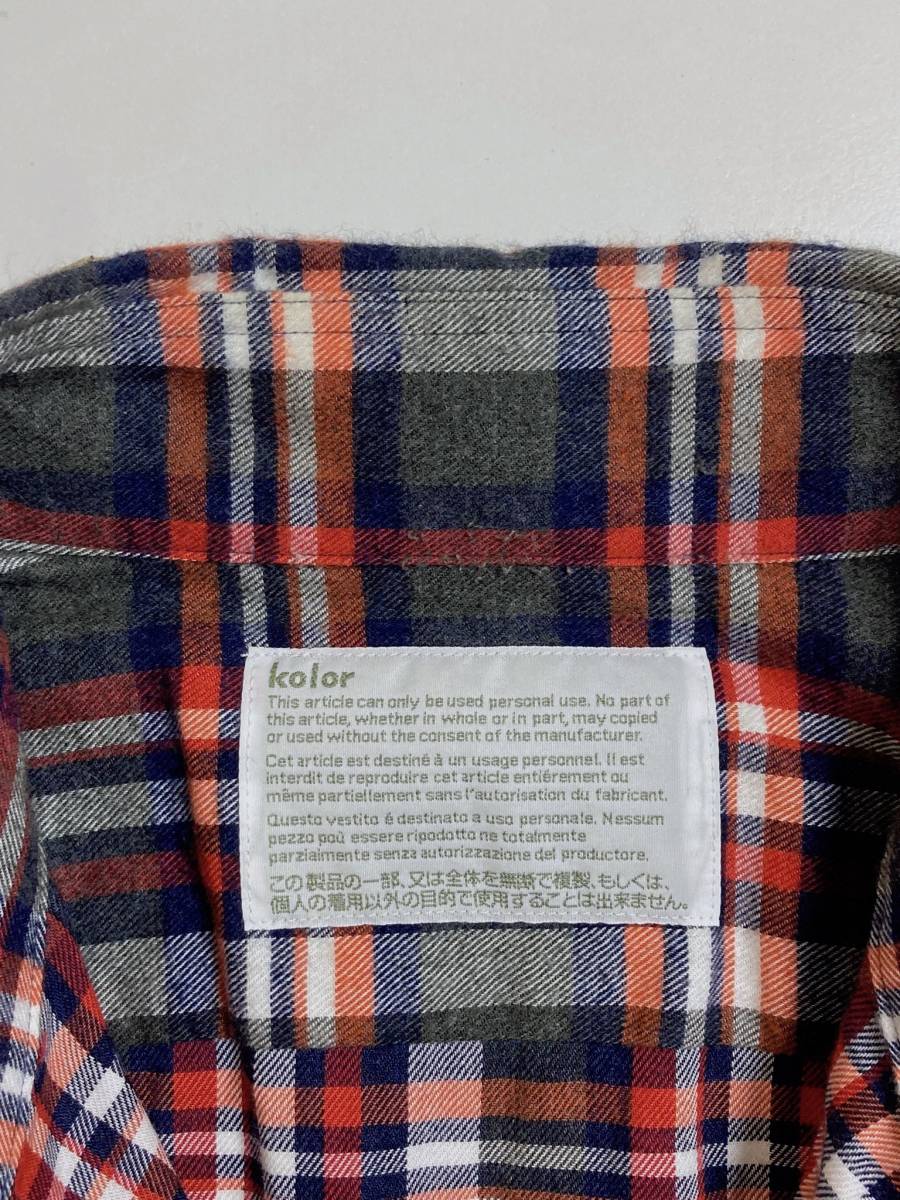 kolor
This article can only be used personal use. No part of
this article, whether in whole or in part, may copied
or used without the consent of the manufacturer.
Cet article est destiné à un usage personnel. Il est
interdit de reproduire cet article entiérement ou
même partiellement sans l'autorisation du fabricant.
Questo vestito é destinato a uso personale. Nessum
pezzo poù essere ripodotto ne totalmente
parzialmente senza autorizzazione del productore.
この製品の一部、又は全体を無断で複製、もしくは、
個人の着用以外の目的で使用することは出来ません。